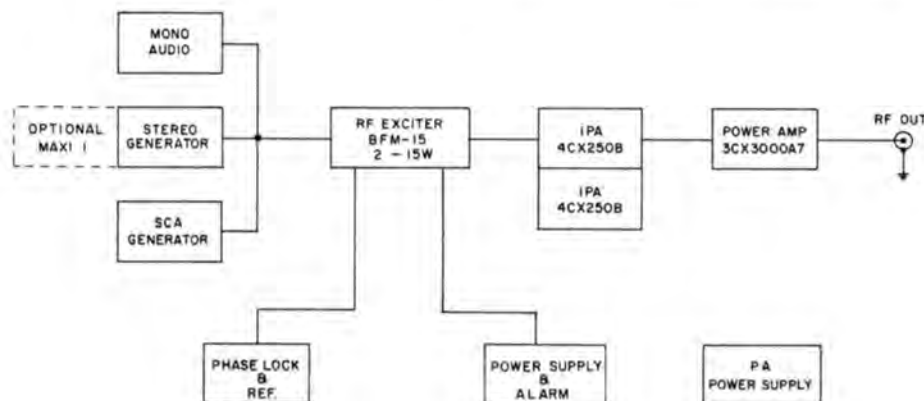 MONO
AUDIO
OPTIONAL
MAXI I
STEREO
GENERATOR
SCA
GENERATOR
RF EXCITER
BFM-15
2 - 15W
IPA
4CX250B
IPA
4CX250B
POWER AMP
3CX3000A7
RF OUT
PHASE LOCK
&
REF.
POWER SUPPLY
&
ALARM
PA
POWER SUPPLY